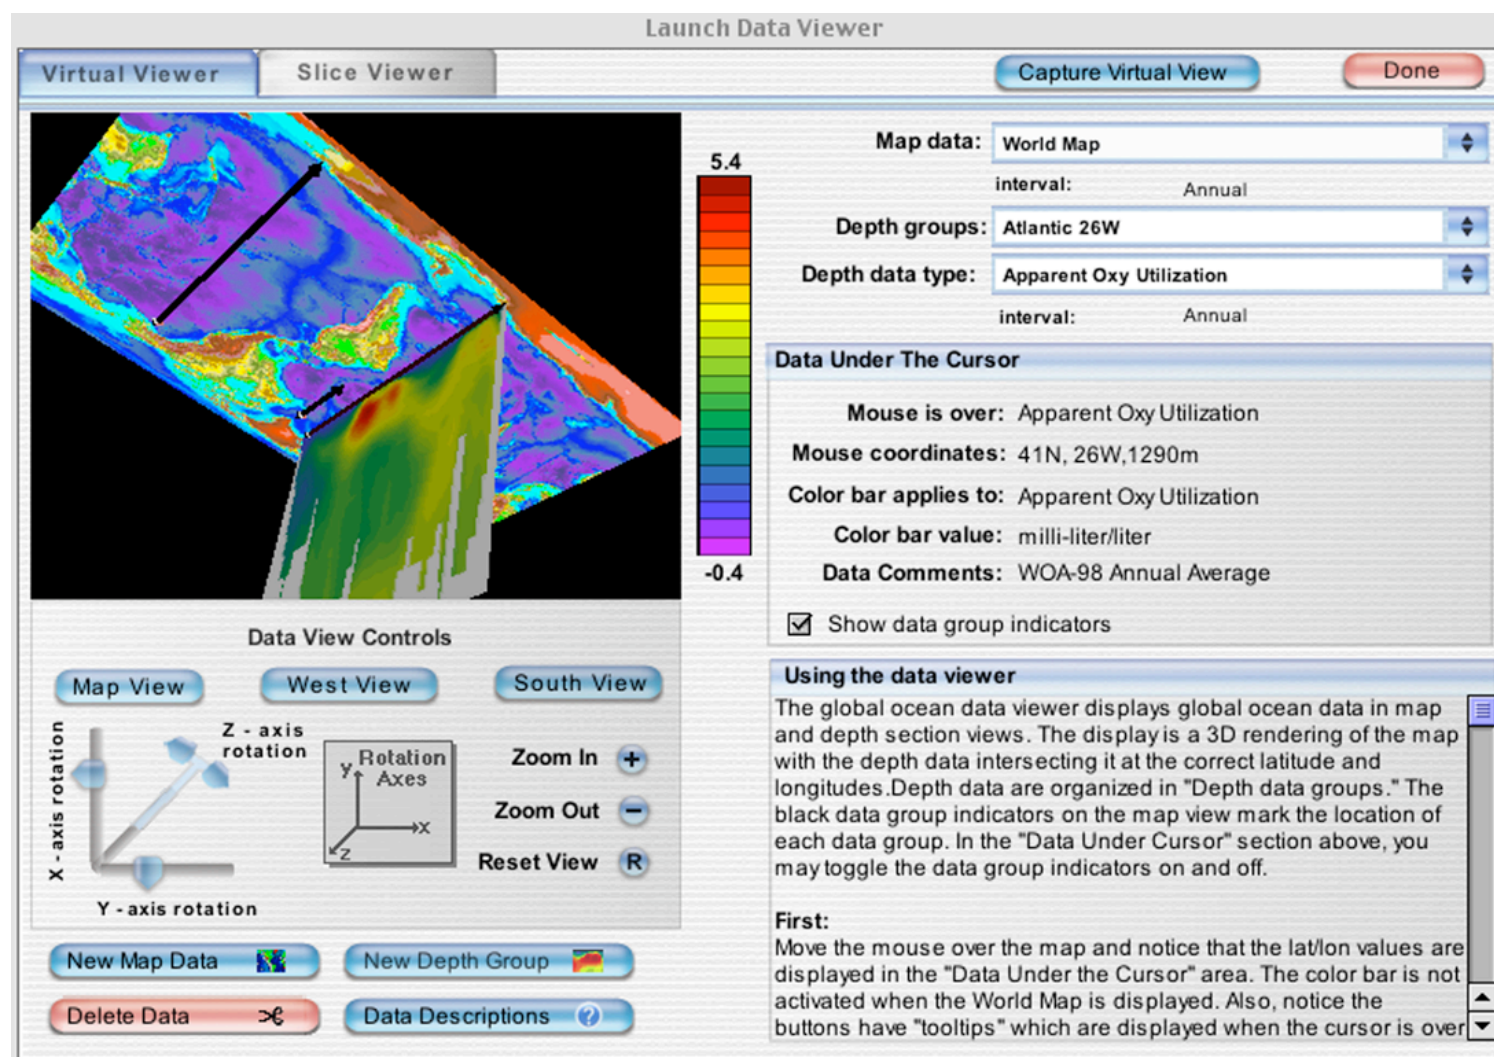 Launch Data Viewer
Virtual Viewer
Slice Viewer
Capture Virtual View
Done
5.4
-0.4
Map data:
World Map
interval:
Annual
Depth groups:
Atlantic 26W
Depth data type:
Apparent Oxy Utilization
interval:
Annual
Data Under The Cursor
Mouse is over: Apparent Oxy Utilization
Mouse coordinates: 41N, 26W,1290m
Color bar applies to: Apparent Oxy Utilization
Color bar value: milli-liter/liter
Data Comments: WOA-98 Annual Average
Show data group indicators
Data View Controls
Map View
West View
South View
X - axis rotation
Z - axis
rotation
Y - axis rotation
Rotation
Axes
y
x
z
Zoom In +
Zoom Out −
Reset View R
New Map Data
New Depth Group
Delete Data
Data Descriptions ?
Using the data viewer
The global ocean data viewer displays global ocean data in map
and depth section views. The display is a 3D rendering of the map
with the depth data intersecting it at the correct latitude and
longitudes.Depth data are organized in "Depth data groups." The
black data group indicators on the map view mark the location of
each data group. In the "Data Under Cursor" section above, you
may toggle the data group indicators on and off.
First:
Move the mouse over the map and notice that the lat/lon values are
displayed in the "Data Under the Cursor" area. The color bar is not
activated when the World Map is displayed. Also, notice the
buttons have "tooltips" which are displayed when the cursor is over